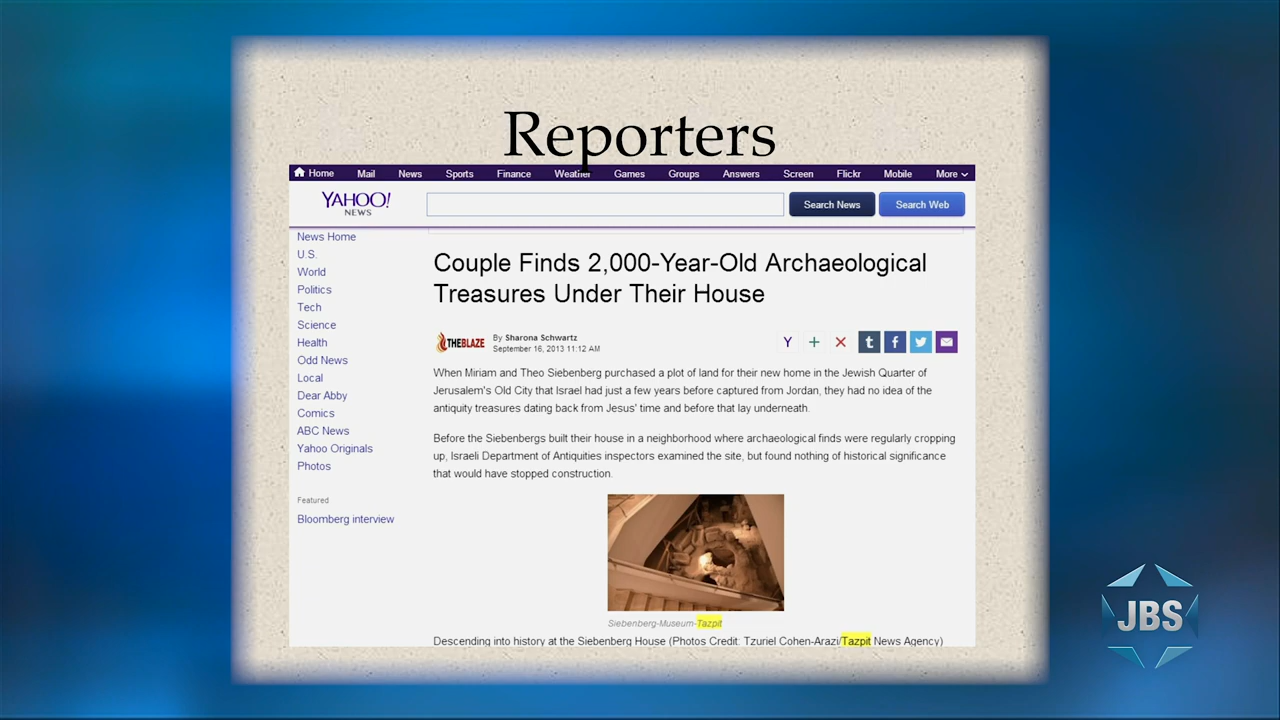 Reporters
Home Mail News Sports Finance Weather Games Groups Answers Screen Flickr Mobile More
YAHOO!
NEWS
Search News Search Web
News Home
U.S.
World
Politics
Tech
Science
Health
Odd News
Local
Dear Abby
Comics
ABC News
Yahoo Originals
Photos
Featured
Bloomberg interview
Couple Finds 2,000-Year-Old Archaeological
Treasures Under Their House
THEBLAZE
By Sharona Schwartz
September 16, 2013 11:12 AM
Y + t f
When Miriam and Theo Siebenberg purchased a plot of land for their new home in the Jewish Quarter of
Jerusalem's Old City that Israel had just a few years before captured from Jordan, they had no idea of the
antiquity treasures dating back from Jesus' time and before that lay underneath.
Before the Siebenbergs built their house in a neighborhood where archaeological finds were regularly cropping
up, Israeli Department of Antiquities inspectors examined the site, but found nothing of historical significance
that would have stopped construction.
Siebenberg-Museum-Tazpit
Descending into history at the Siebenberg House (Photos Credit: Tzuriel Cohen-Arazi/Tazpit News Agency)
JBS